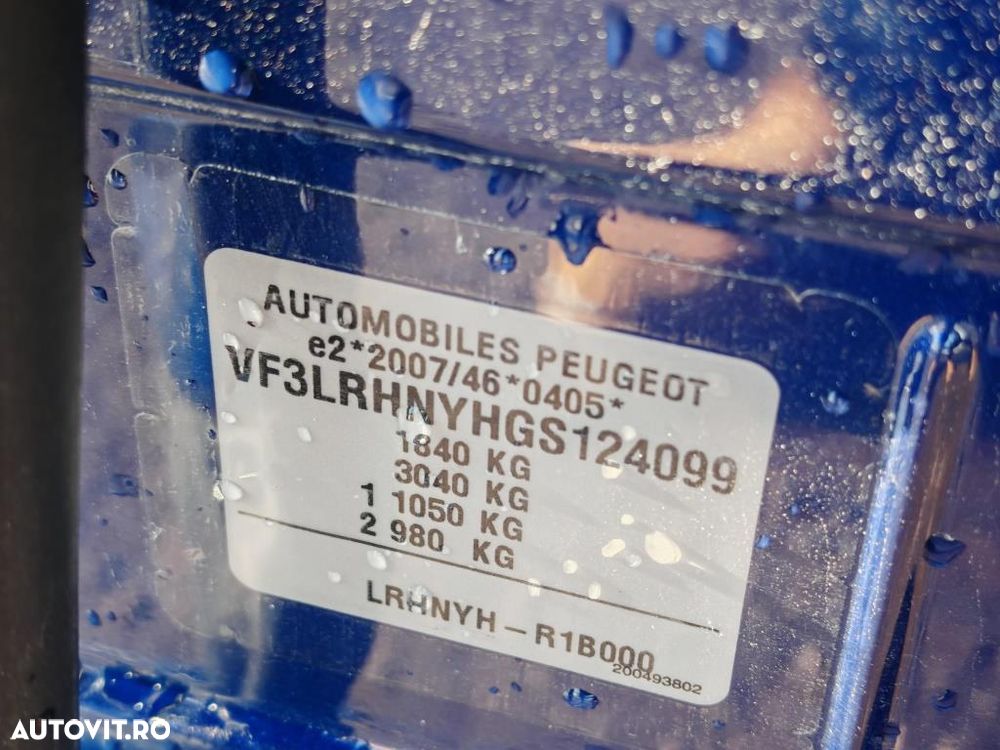 AUTOMOBILES PEUGEOT
e2*2007/46*0405*
VF3LRHNYHGS124099
1840 KG
3040 KG
1 1050 KG
2 980 KG
LRHNYH - R1B000
200493802
AUTOVIT.RO